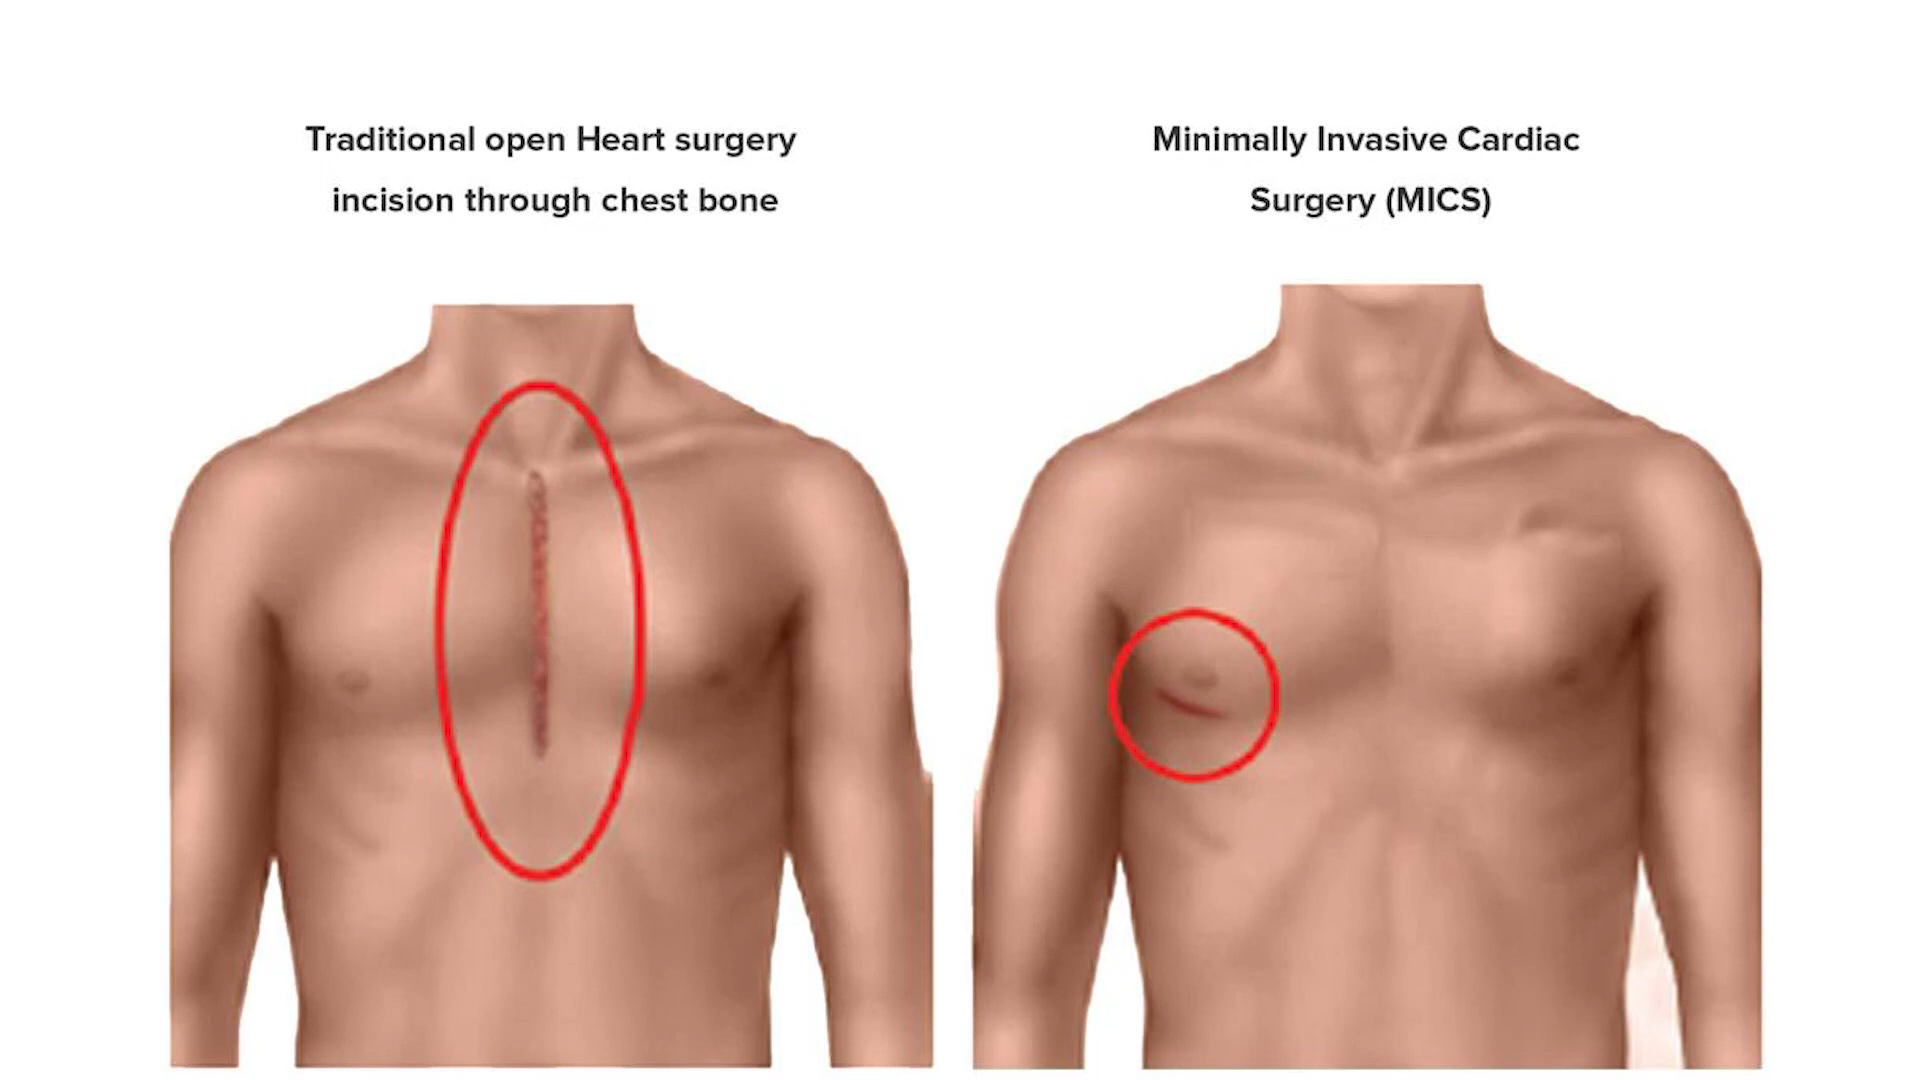 Traditional open Heart surgery
incision through chest bone
Minimally Invasive Cardiac
Surgery (MICS)